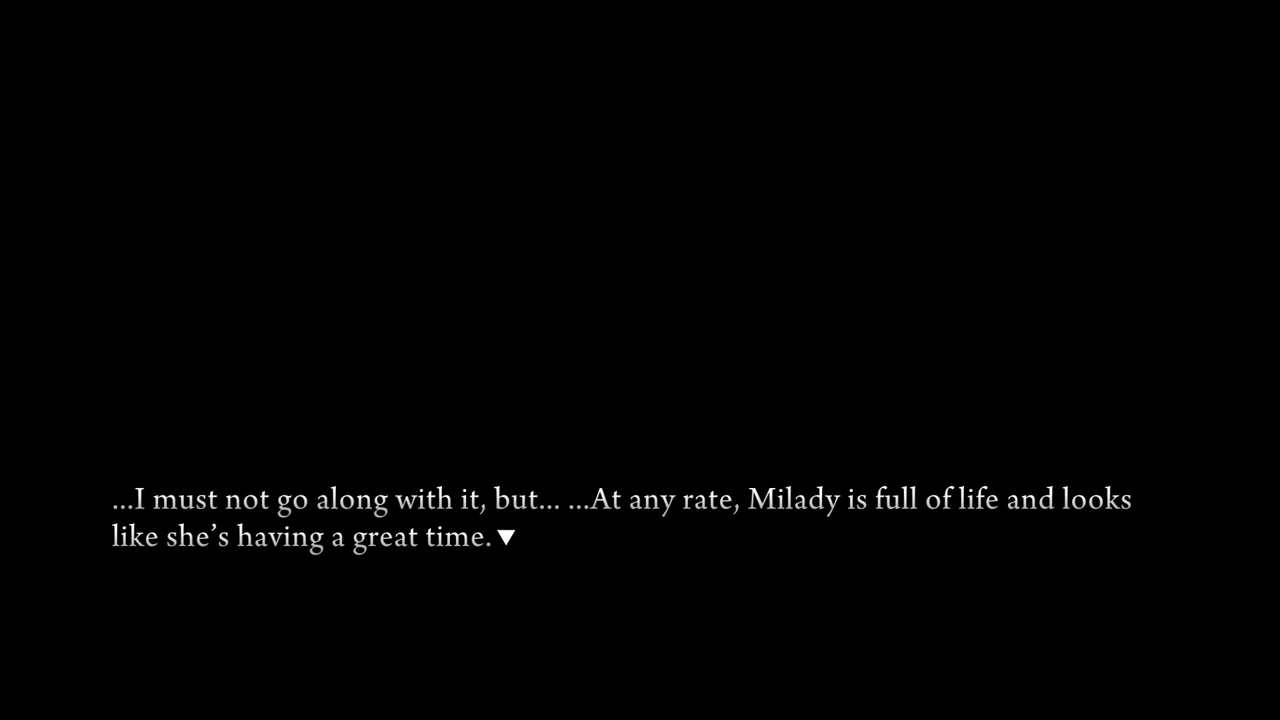 ...I must not go along with it, but... ...At any rate, Milady is full of life and looks
like she’s having a great time.